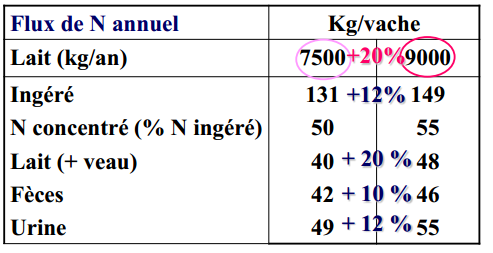 Flux de N annuel Kg/vache
Lait (kg/an) 7500 +20% 9000
Ingéré 131 +12% 149
N concentré (% N ingéré) 50 55
Lait (+ veau) 40 + 20 % 48
Fèces 42 + 10 % 46
Urine 49 + 12 % 55